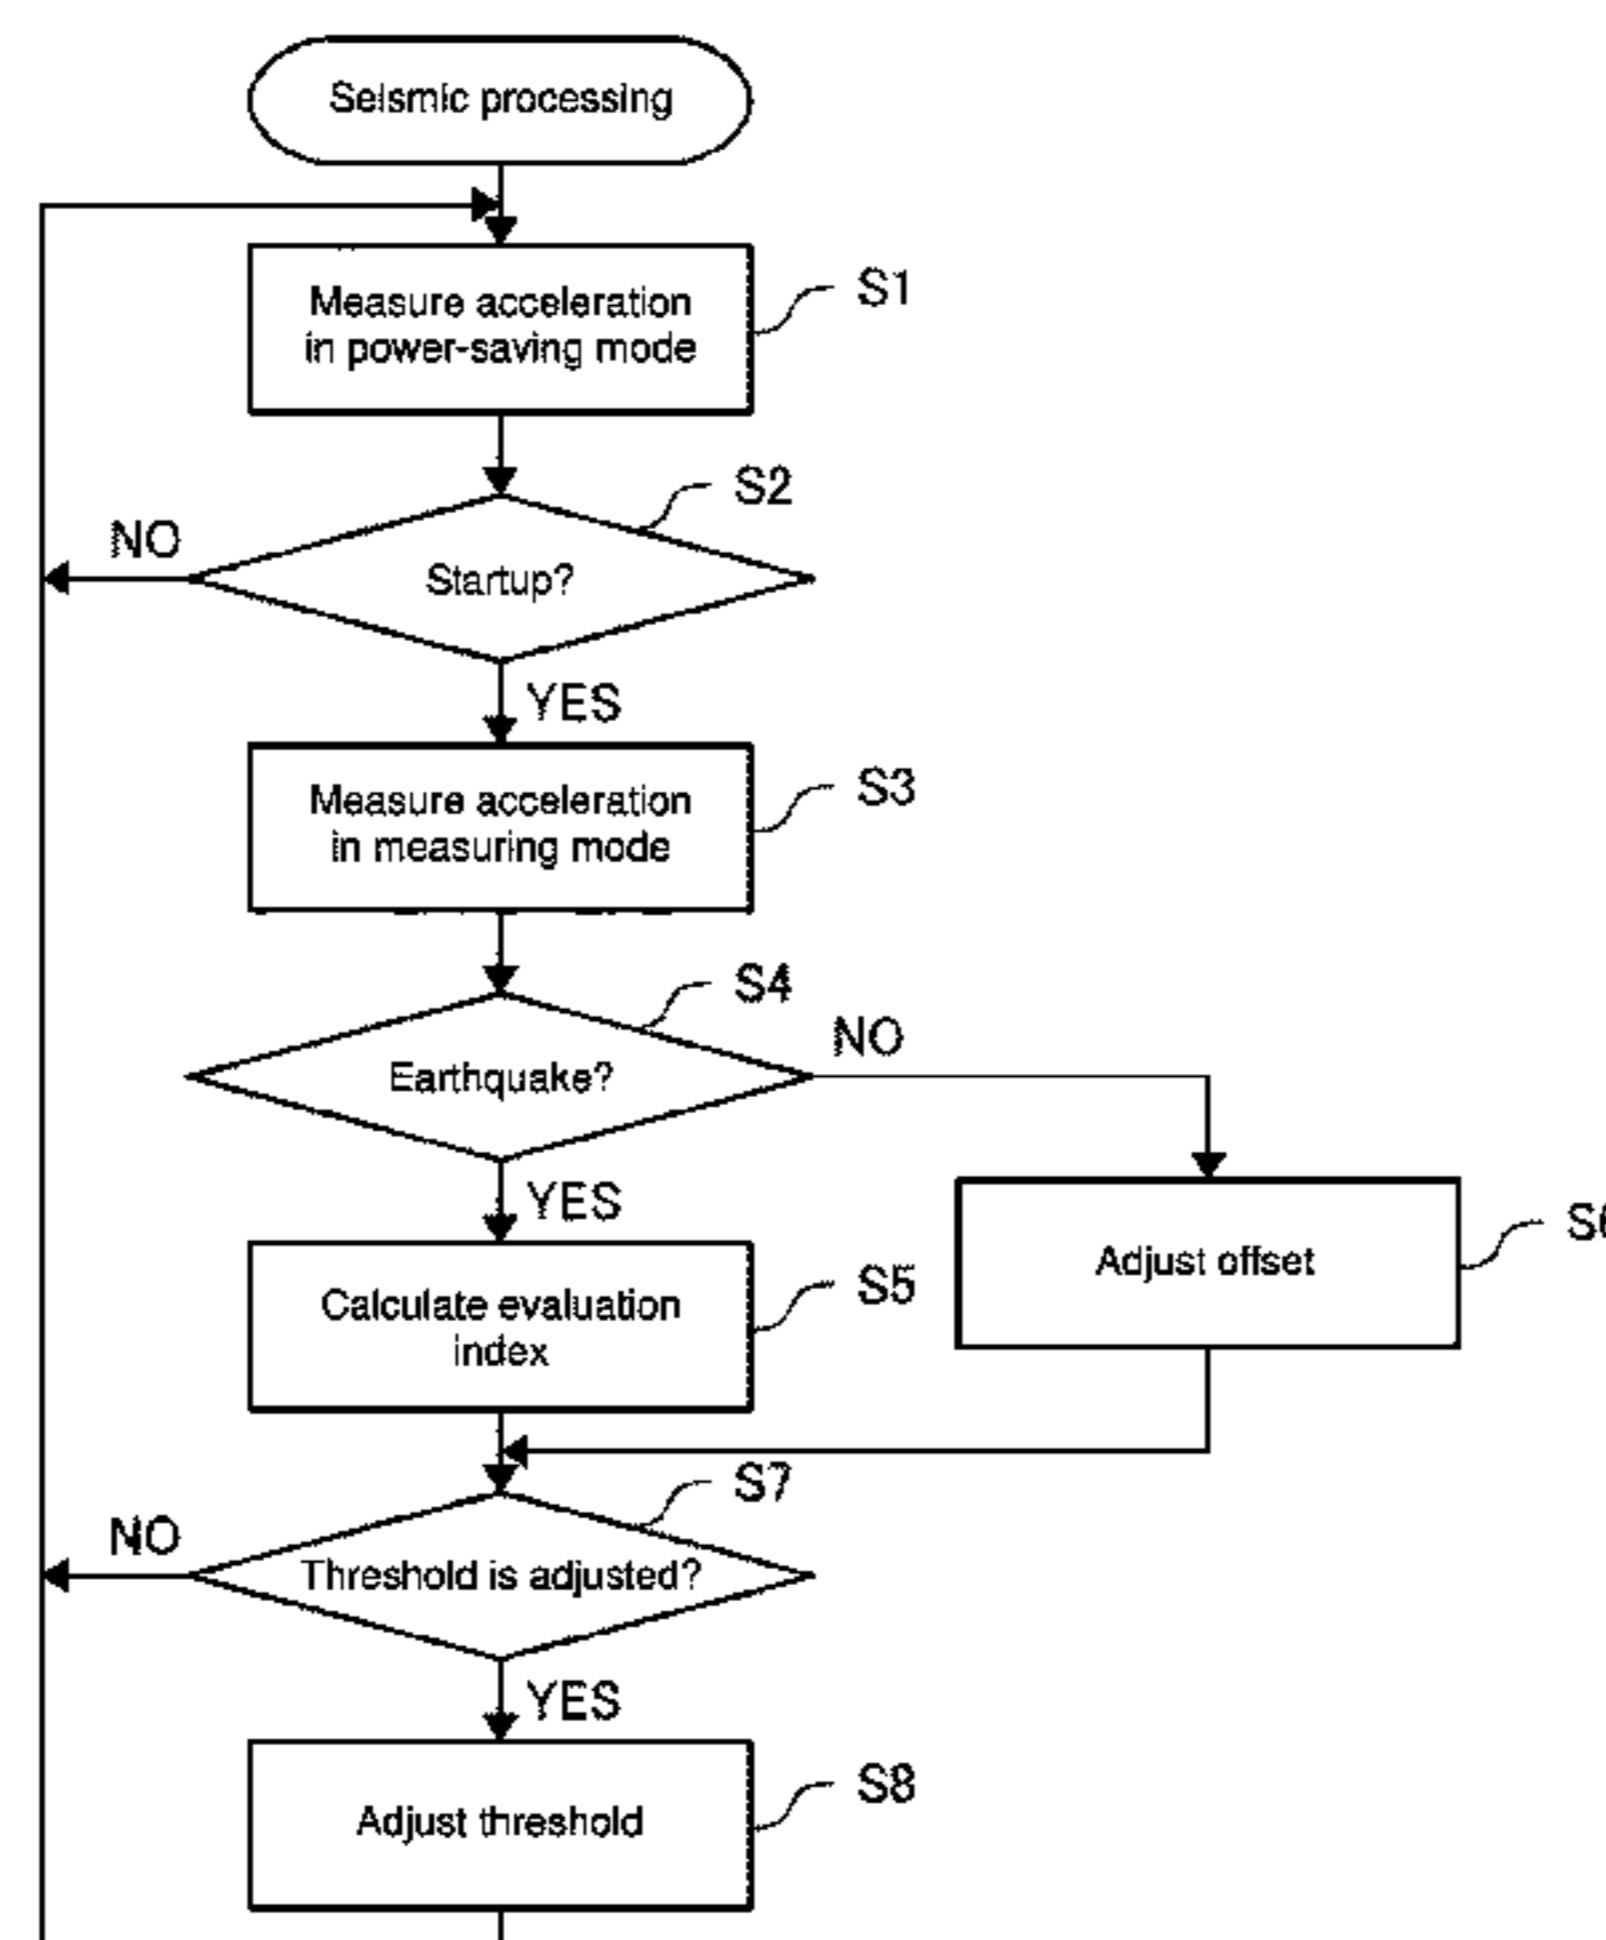 Seismic processing
Measure acceleration
in power-saving mode
S1
S2
NO
Startup?
YES
Measure acceleration
in measuring mode
S3
S4
NO
Earthquake?
YES
Calculate evaluation
index
S5
Adjust offset
S6
S7
NO
Threshold is adjusted?
YES
Adjust threshold
S8